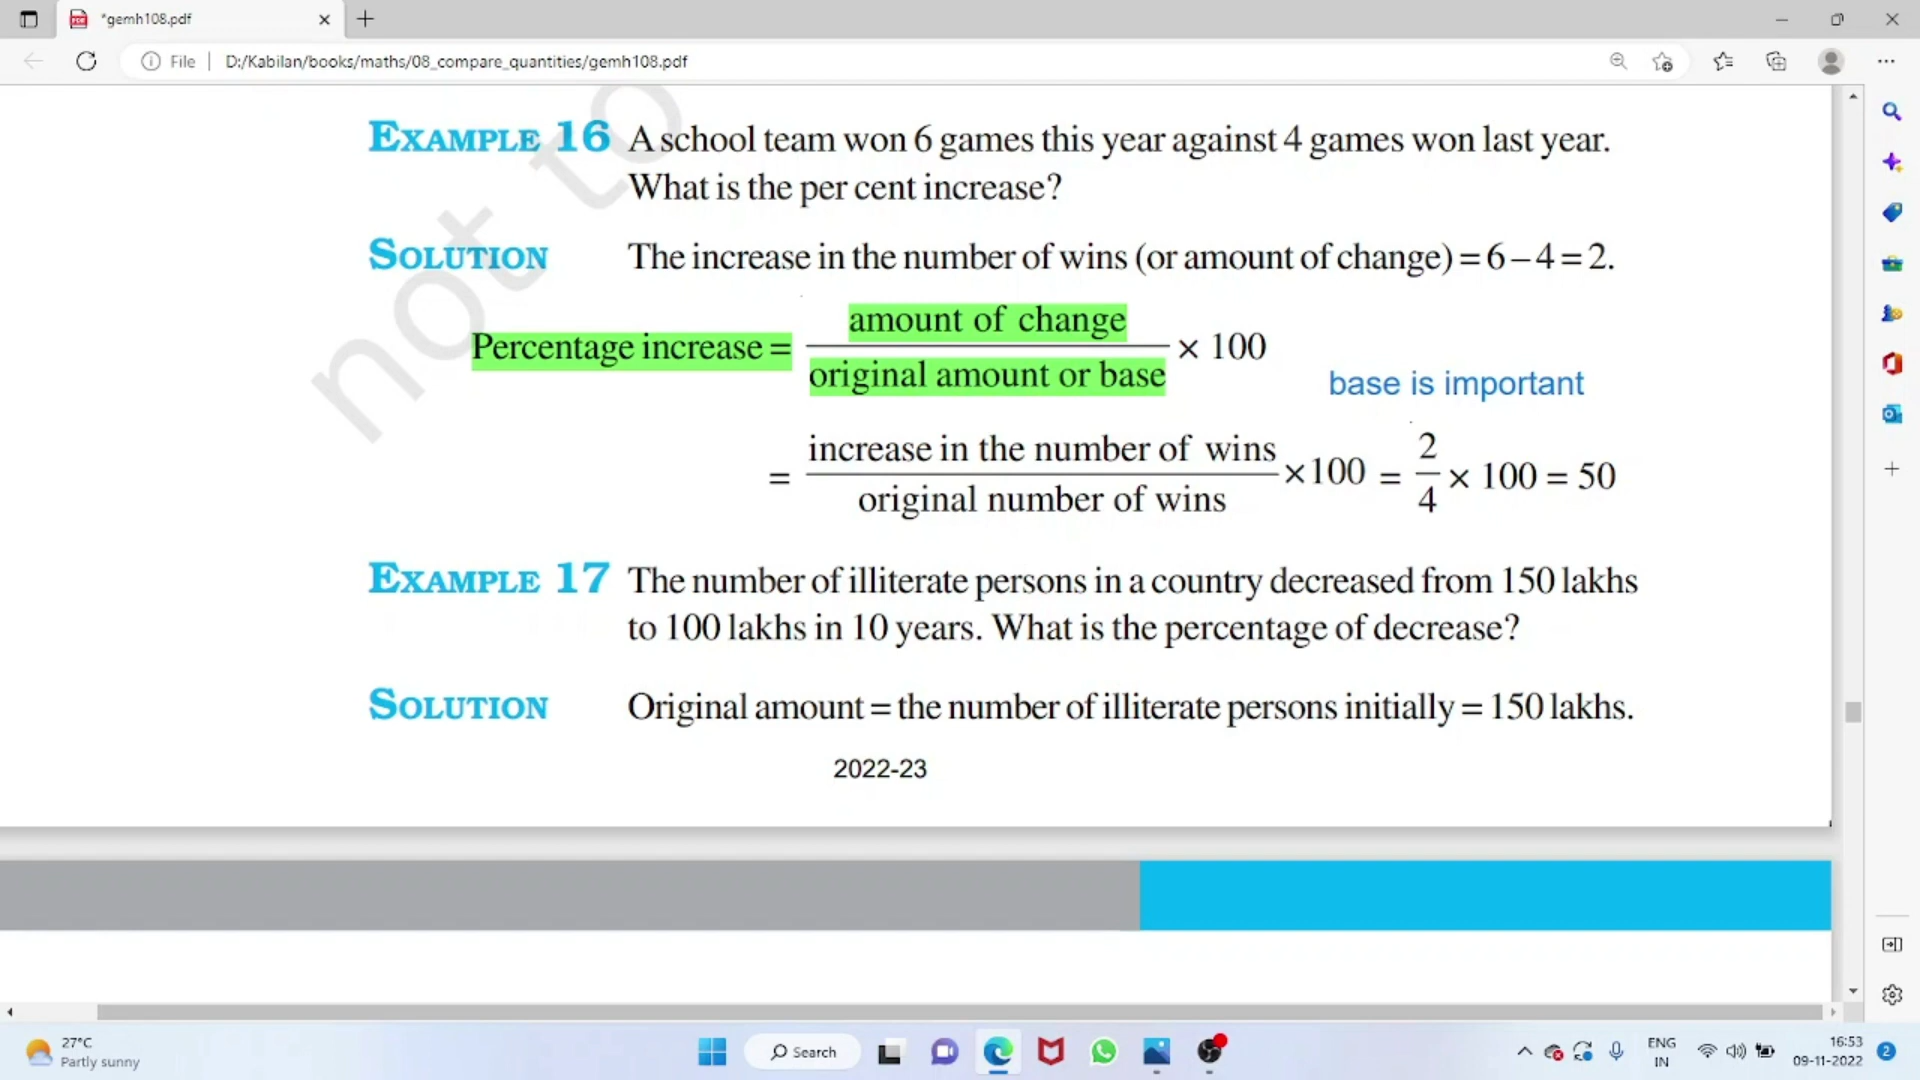 *gemh108.pdf
File
D:/Kabilan/books/maths/08_compare_quantities/gemh108.pdf
not to
EXAMPLE 16 A school team won 6 games this year against 4 games won last year.
What is the per cent increase?
SOLUTION The increase in the number of wins (or amount of change) = 6 – 4 = 2.
Percentage increase = amount of change / original amount or base × 100
base is important
= increase in the number of wins / original number of wins ×100 = 2/4 × 100 = 50
EXAMPLE 17 The number of illiterate persons in a country decreased from 150 lakhs
to 100 lakhs in 10 years. What is the percentage of decrease?
SOLUTION Original amount = the number of illiterate persons initially = 150 lakhs.
2022-23
27°C
Partly sunny
Search
ENG
IN
16:53
09-11-2022
2